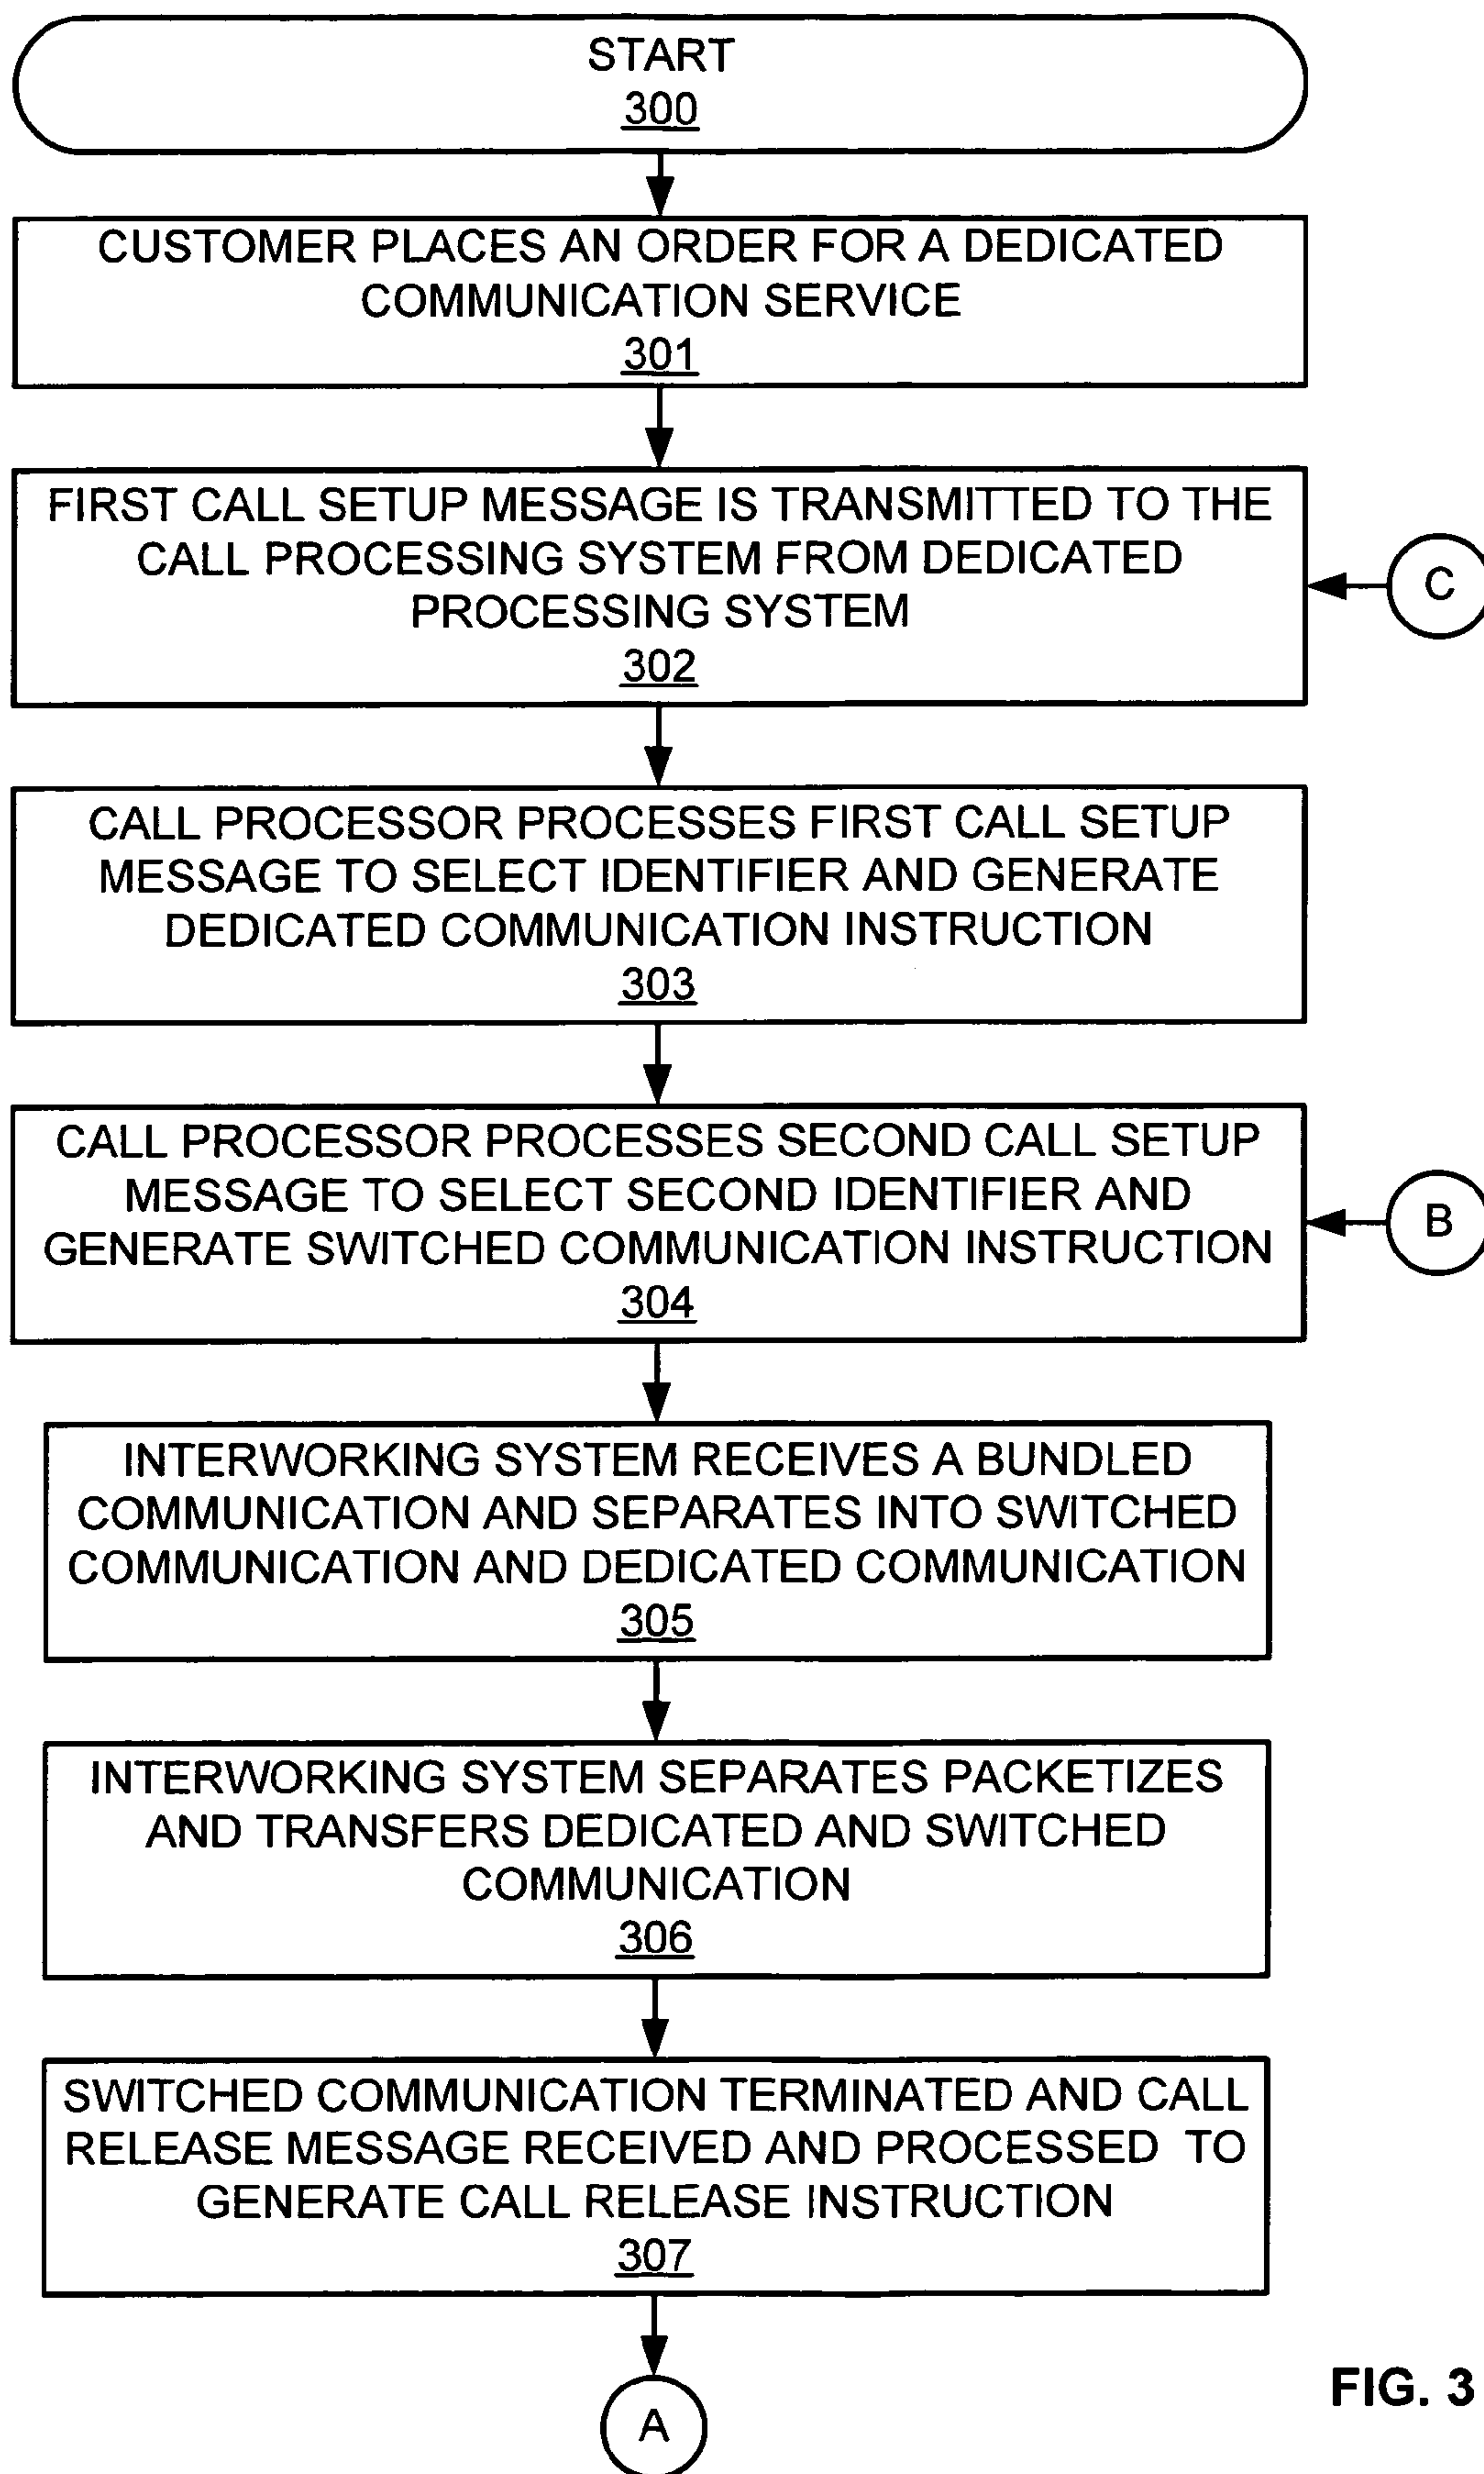 START
300
CUSTOMER PLACES AN ORDER FOR A DEDICATED
COMMUNICATION SERVICE
301
FIRST CALL SETUP MESSAGE IS TRANSMITTED TO THE
CALL PROCESSING SYSTEM FROM DEDICATED
PROCESSING SYSTEM
302
C
CALL PROCESSOR PROCESSES FIRST CALL SETUP
MESSAGE TO SELECT IDENTIFIER AND GENERATE
DEDICATED COMMUNICATION INSTRUCTION
303
CALL PROCESSOR PROCESSES SECOND CALL SETUP
MESSAGE TO SELECT SECOND IDENTIFIER AND
GENERATE SWITCHED COMMUNICATION INSTRUCTION
304
B
INTERWORKING SYSTEM RECEIVES A BUNDLED
COMMUNICATION AND SEPARATES INTO SWITCHED
COMMUNICATION AND DEDICATED COMMUNICATION
305
INTERWORKING SYSTEM SEPARATES PACKETIZES
AND TRANSFERS DEDICATED AND SWITCHED
COMMUNICATION
306
SWITCHED COMMUNICATION TERMINATED AND CALL
RELEASE MESSAGE RECEIVED AND PROCESSED TO
GENERATE CALL RELEASE INSTRUCTION
307
A
FIG. 3